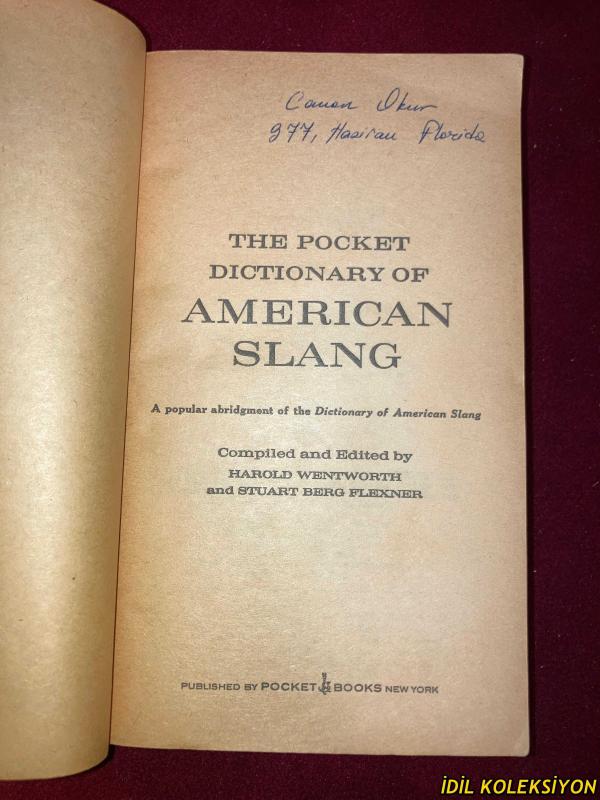 Canan Okur
977, Haziran Florida
THE POCKET
DICTIONARY OF
AMERICAN
SLANG
A popular abridgment of the Dictionary of American Slang
Compiled and Edited by
HAROLD WENTWORTH
and STUART BERG FLEXNER
PUBLISHED BY POCKET BOOKS NEW YORK
İDİL KOLEKSİYON